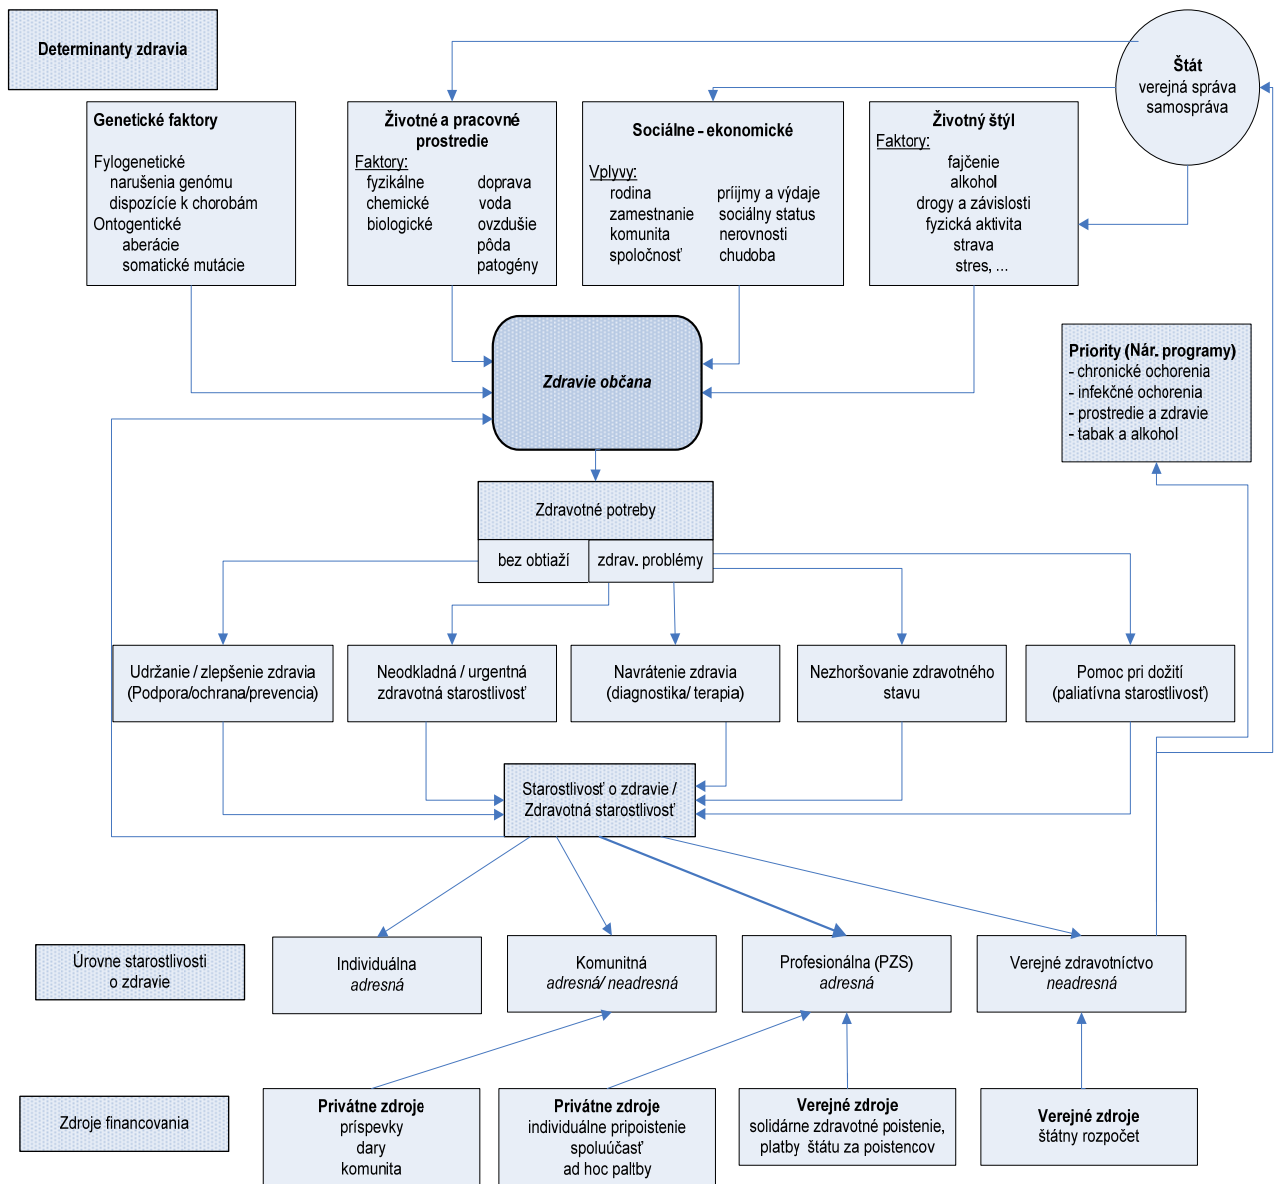 Determinanty zdravia
Štát
verejná správa
samospráva
Genetické faktory
Fylogenetické
narušenia genómu
dispozície k chorobám
Ontogentické
aberácie
somatické mutácie
Životné a pracovné
prostredie
Faktory:
fyzikálne
chemické
biologické
doprava
voda
ovzdušie
pôda
patogény
Sociálne - ekonomické
Vplyvy:
rodina
zamestnanie
komunita
spoločnosť
príjmy a výdaje
sociálny status
nerovnosti
chudoba
Životný štýl
Faktory:
fajčenie
alkohol
drogy a závislosti
fyzická aktivita
strava
stres, ...
Zdravie občana
Priority (Nár. programy)
- chronické ochorenia
- infekčné ochorenia
- prostredie a zdravie
- tabak a alkohol
Zdravotné potreby
bez obtiaží
zdrav. problémy
Udržanie / zlepšenie zdravia
(Podpora/ochrana/prevencia)
Neodkladná / urgentná
zdravotná starostlivosť
Navrátenie zdravia
(diagnostika/ terapia)
Nezhoršovanie zdravotného
stavu
Pomoc pri dožití
(paliatívna starostlivosť)
Starostlivosť o zdravie /
Zdravotná starostlivosť
Úrovne starostlivosti
o zdravie
Individuálna
adresná
Komunitná
adresná/ neadresná
Profesionálna (PZS)
adresná
Verejné zdravotníctvo
neadresná
Zdroje financovania
Privátne zdroje
príspevky
dary
komunita
Privátne zdroje
individuálne pripoistenie
spoluúčasť
ad hoc paltby
Verejné zdroje
solidárne zdravotné poistenie,
platby štátu za poistencov
Verejné zdroje
štátny rozpočet